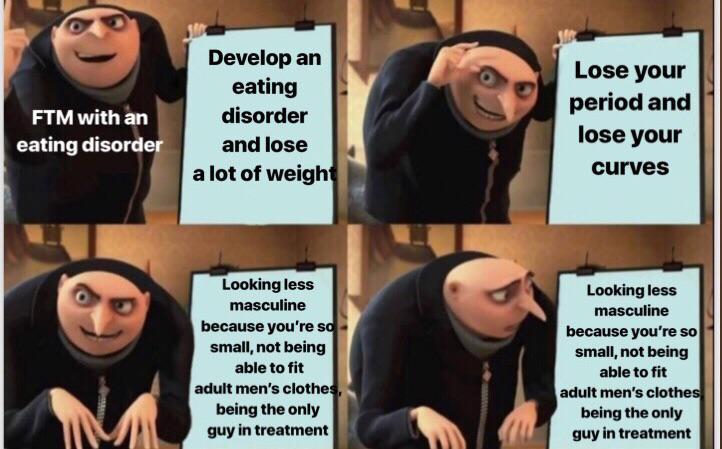 FTM with an
eating disorder
Develop an
eating
disorder
and lose
a lot of weight
Lose your
period and
lose your
curves
Looking less
masculine
because you’re so
small, not being
able to fit
adult men’s clothes,
being the only
guy in treatment
Looking less
masculine
because you’re so
small, not being
able to fit
adult men’s clothes,
being the only
guy in treatment